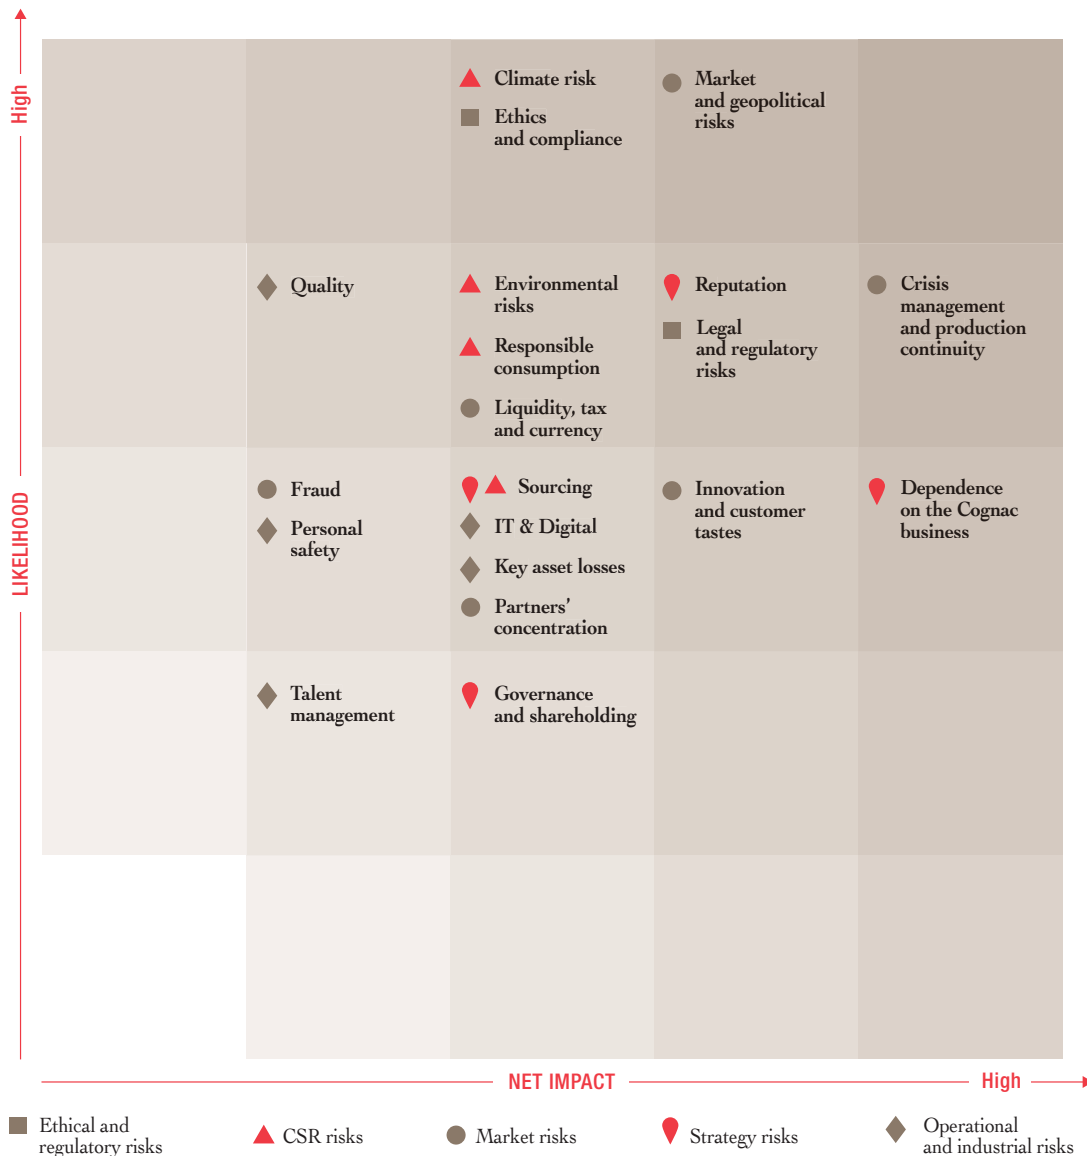 High
LIKELIHOOD
Climate risk
Ethics
and compliance
Market
and geopolitical
risks
Quality
Environmental
risks
Responsible
consumption
Liquidity, tax
and currency
Reputation
Legal
and regulatory
risks
Crisis
management
and production
continuity
Fraud
Personal
safety
Sourcing
IT & Digital
Key asset losses
Partners’
concentration
Innovation
and customer
tastes
Dependence
on the Cognac
business
Talent
management
Governance
and shareholding
NET IMPACT
High
Ethical and
regulatory risks
CSR risks
Market risks
Strategy risks
Operational
and industrial risks